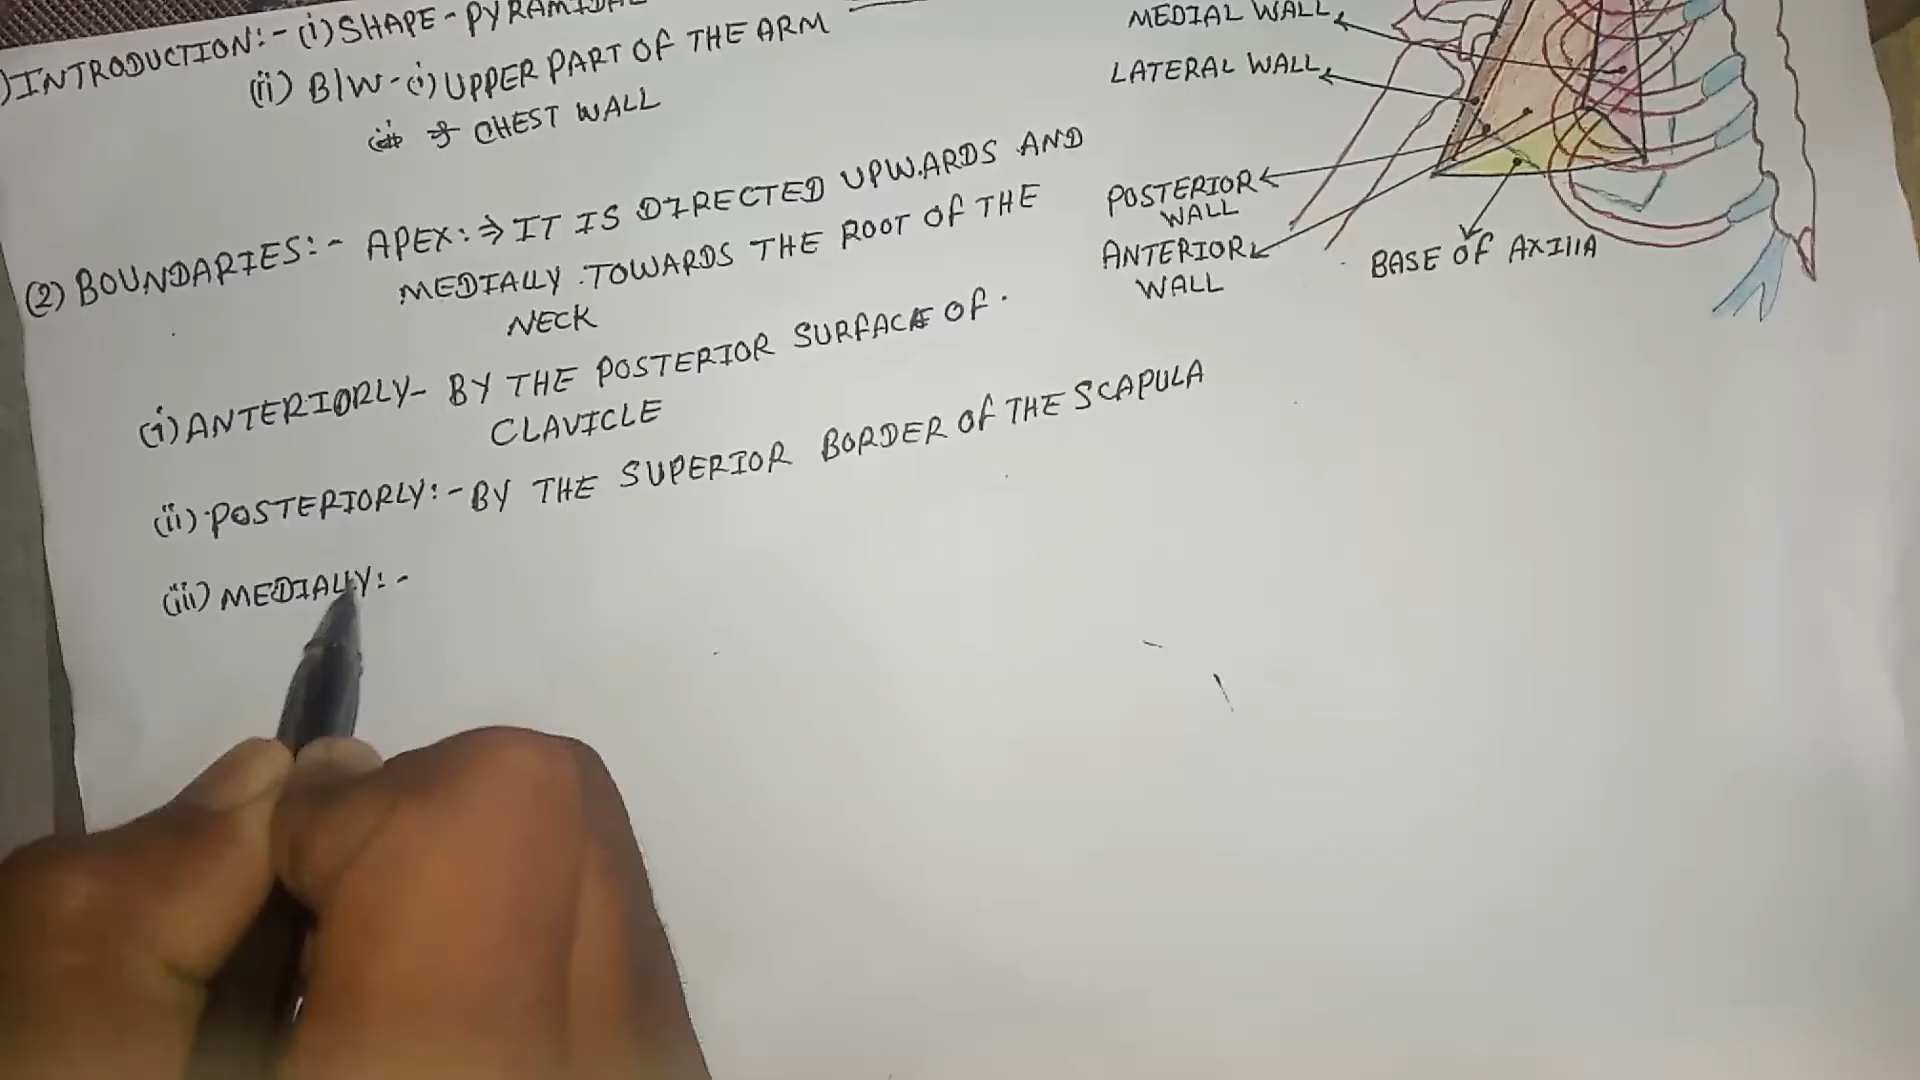 )INTRODUCTION:- (i) SHAPE - PYRAMIDAL
(ii) B/W - (i) UPPER PART OF THE ARM
CHEST WALL
(2) BOUNDARIES:- APEX:⇒ IT IS DIRECTED UPWARDS AND
MEDIALLY TOWARDS THE ROOT OF THE
NECK
(i) ANTERIORLY- BY THE POSTERIOR SURFACE OF
CLAVICLE
(ii) POSTERIORLY:- BY THE SUPERIOR BORDER OF THE SCAPULA
(iii) MEDIALLY:-
MEDIAL WALL
LATERAL WALL
POSTERIOR
WALL
ANTERIOR
WALL
BASE OF AXIllA